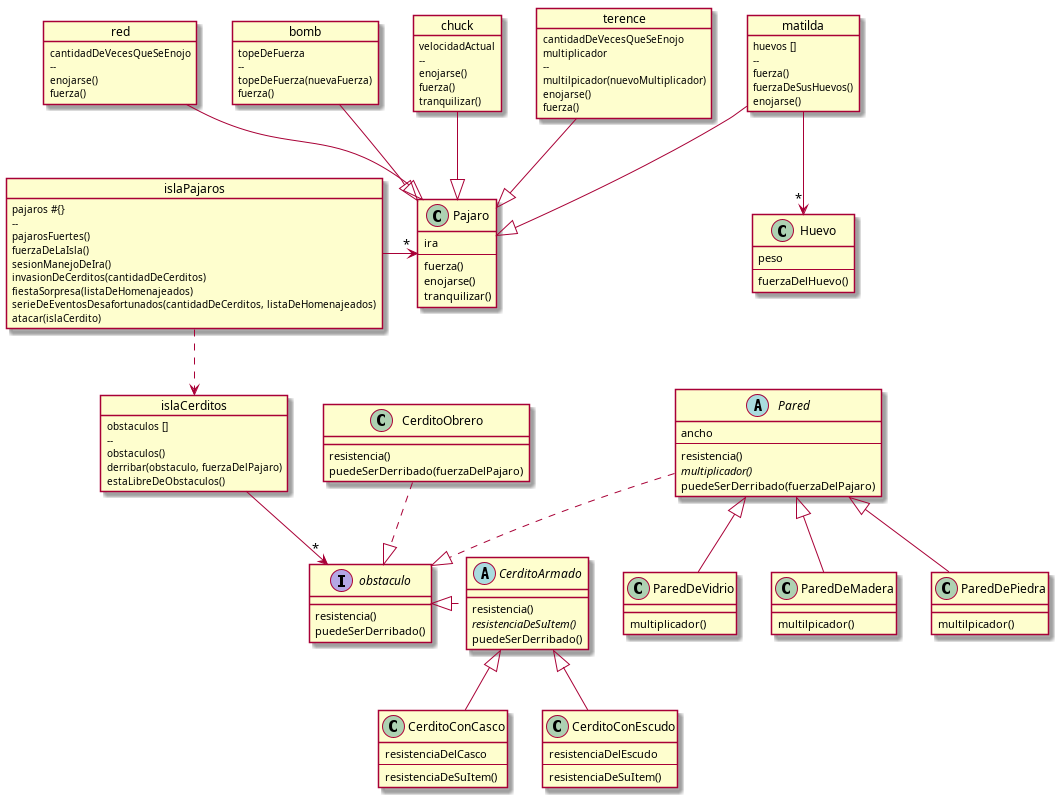 red
cantidadDeVecesQueSeEnojo
--
enojarse()
fuerza()
bomb
topeDeFuerza
--
topeDeFuerza(nuevaFuerza)
fuerza()
chuck
velocidadActual
--
enojarse()
fuerza()
tranquilizar()
terence
cantidadDeVecesQueSeEnojo
multiplicador
--
multilpicador(nuevoMultiplicador)
enojarse()
fuerza()
matilda
huevos []
--
fuerza()
fuerzaDeSusHuevos()
enojarse()
islaPajaros
pajaros #{}
--
pajarosFuertes()
fuerzaDeLaIsla()
sesionManejoDeIra()
invasionDeCerditos(cantidadDeCerditos)
fiestaSorpresa(listaDeHomenajeados)
serieDeEventosDesafortunados(cantidadDeCerditos, listaDeHomenajeados)
atacar(islaCerdito)
*
C Pajaro
ira
fuerza()
enojarse()
tranquilizar()
*
C Huevo
peso
fuerzaDelHuevo()
islaCerditos
obstaculos []
--
obstaculos()
derribar(obstaculo, fuerzaDelPajaro)
estaLibreDeObstaculos()
C CerditoObrero
resistencia()
puedeSerDerribado(fuerzaDelPajaro)
A Pared
ancho
resistencia()
multiplicador()
puedeSerDerribado(fuerzaDelPajaro)
*
I obstaculo
resistencia()
puedeSerDerribado()
A CerditoArmado
resistencia()
resistenciaDeSuItem()
puedeSerDerribado()
C ParedDeVidrio
multiplicador()
C ParedDeMadera
multilpicador()
C ParedDePiedra
multilpicador()
C CerditoConCasco
resistenciaDelCasco
resistenciaDeSuItem()
C CerditoConEscudo
resistenciaDelEscudo
resistenciaDeSuItem()